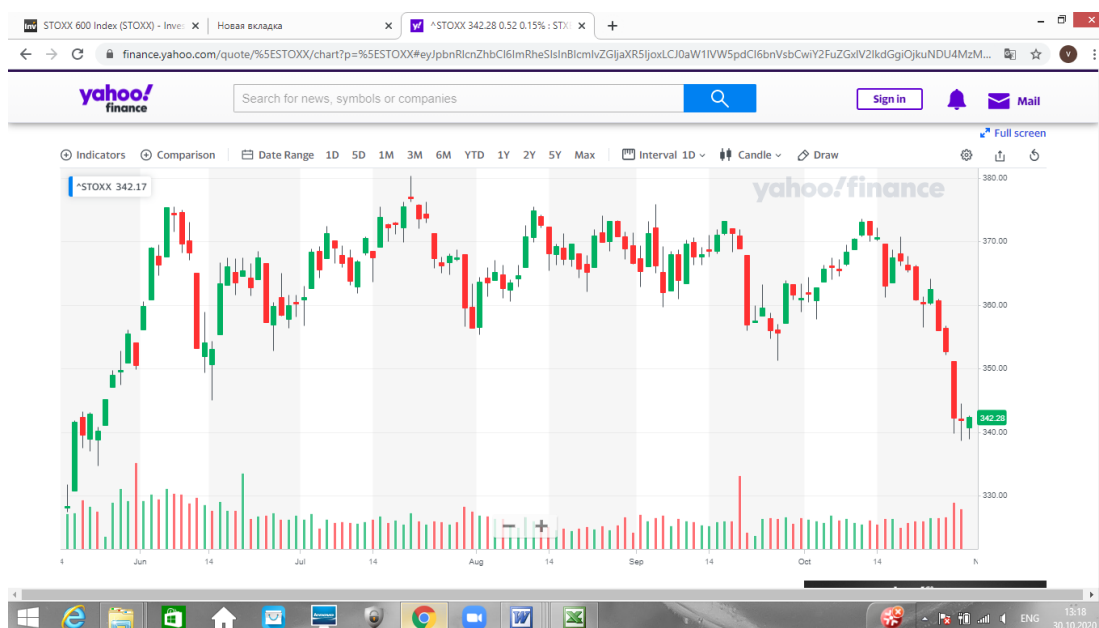 Inv STOXX 600 Index (STOXX) - Inves
Новая вкладка
y! ^STOXX 342.28 0.52 0.15% : STXI
finance.yahoo.com/quote/%5ESTOXX/chart?p=%5ESTOXX#
V
yahoo!
finance
Search for news, symbols or companies
Sign in
Mail
Full screen
Indicators Comparison Date Range 1D 5D 1M 3M 6M YTD 1Y 2Y 5Y Max Interval 1D Candle Draw
^STOXX 342.17
yahoo!finance
380.00
370.00
360.00
350.00
342.28
340.00
330.00
4 Jun 14 Jul 14 Aug 14 Sep 14 Oct 14 N
ENG
13:18
30.10.2020